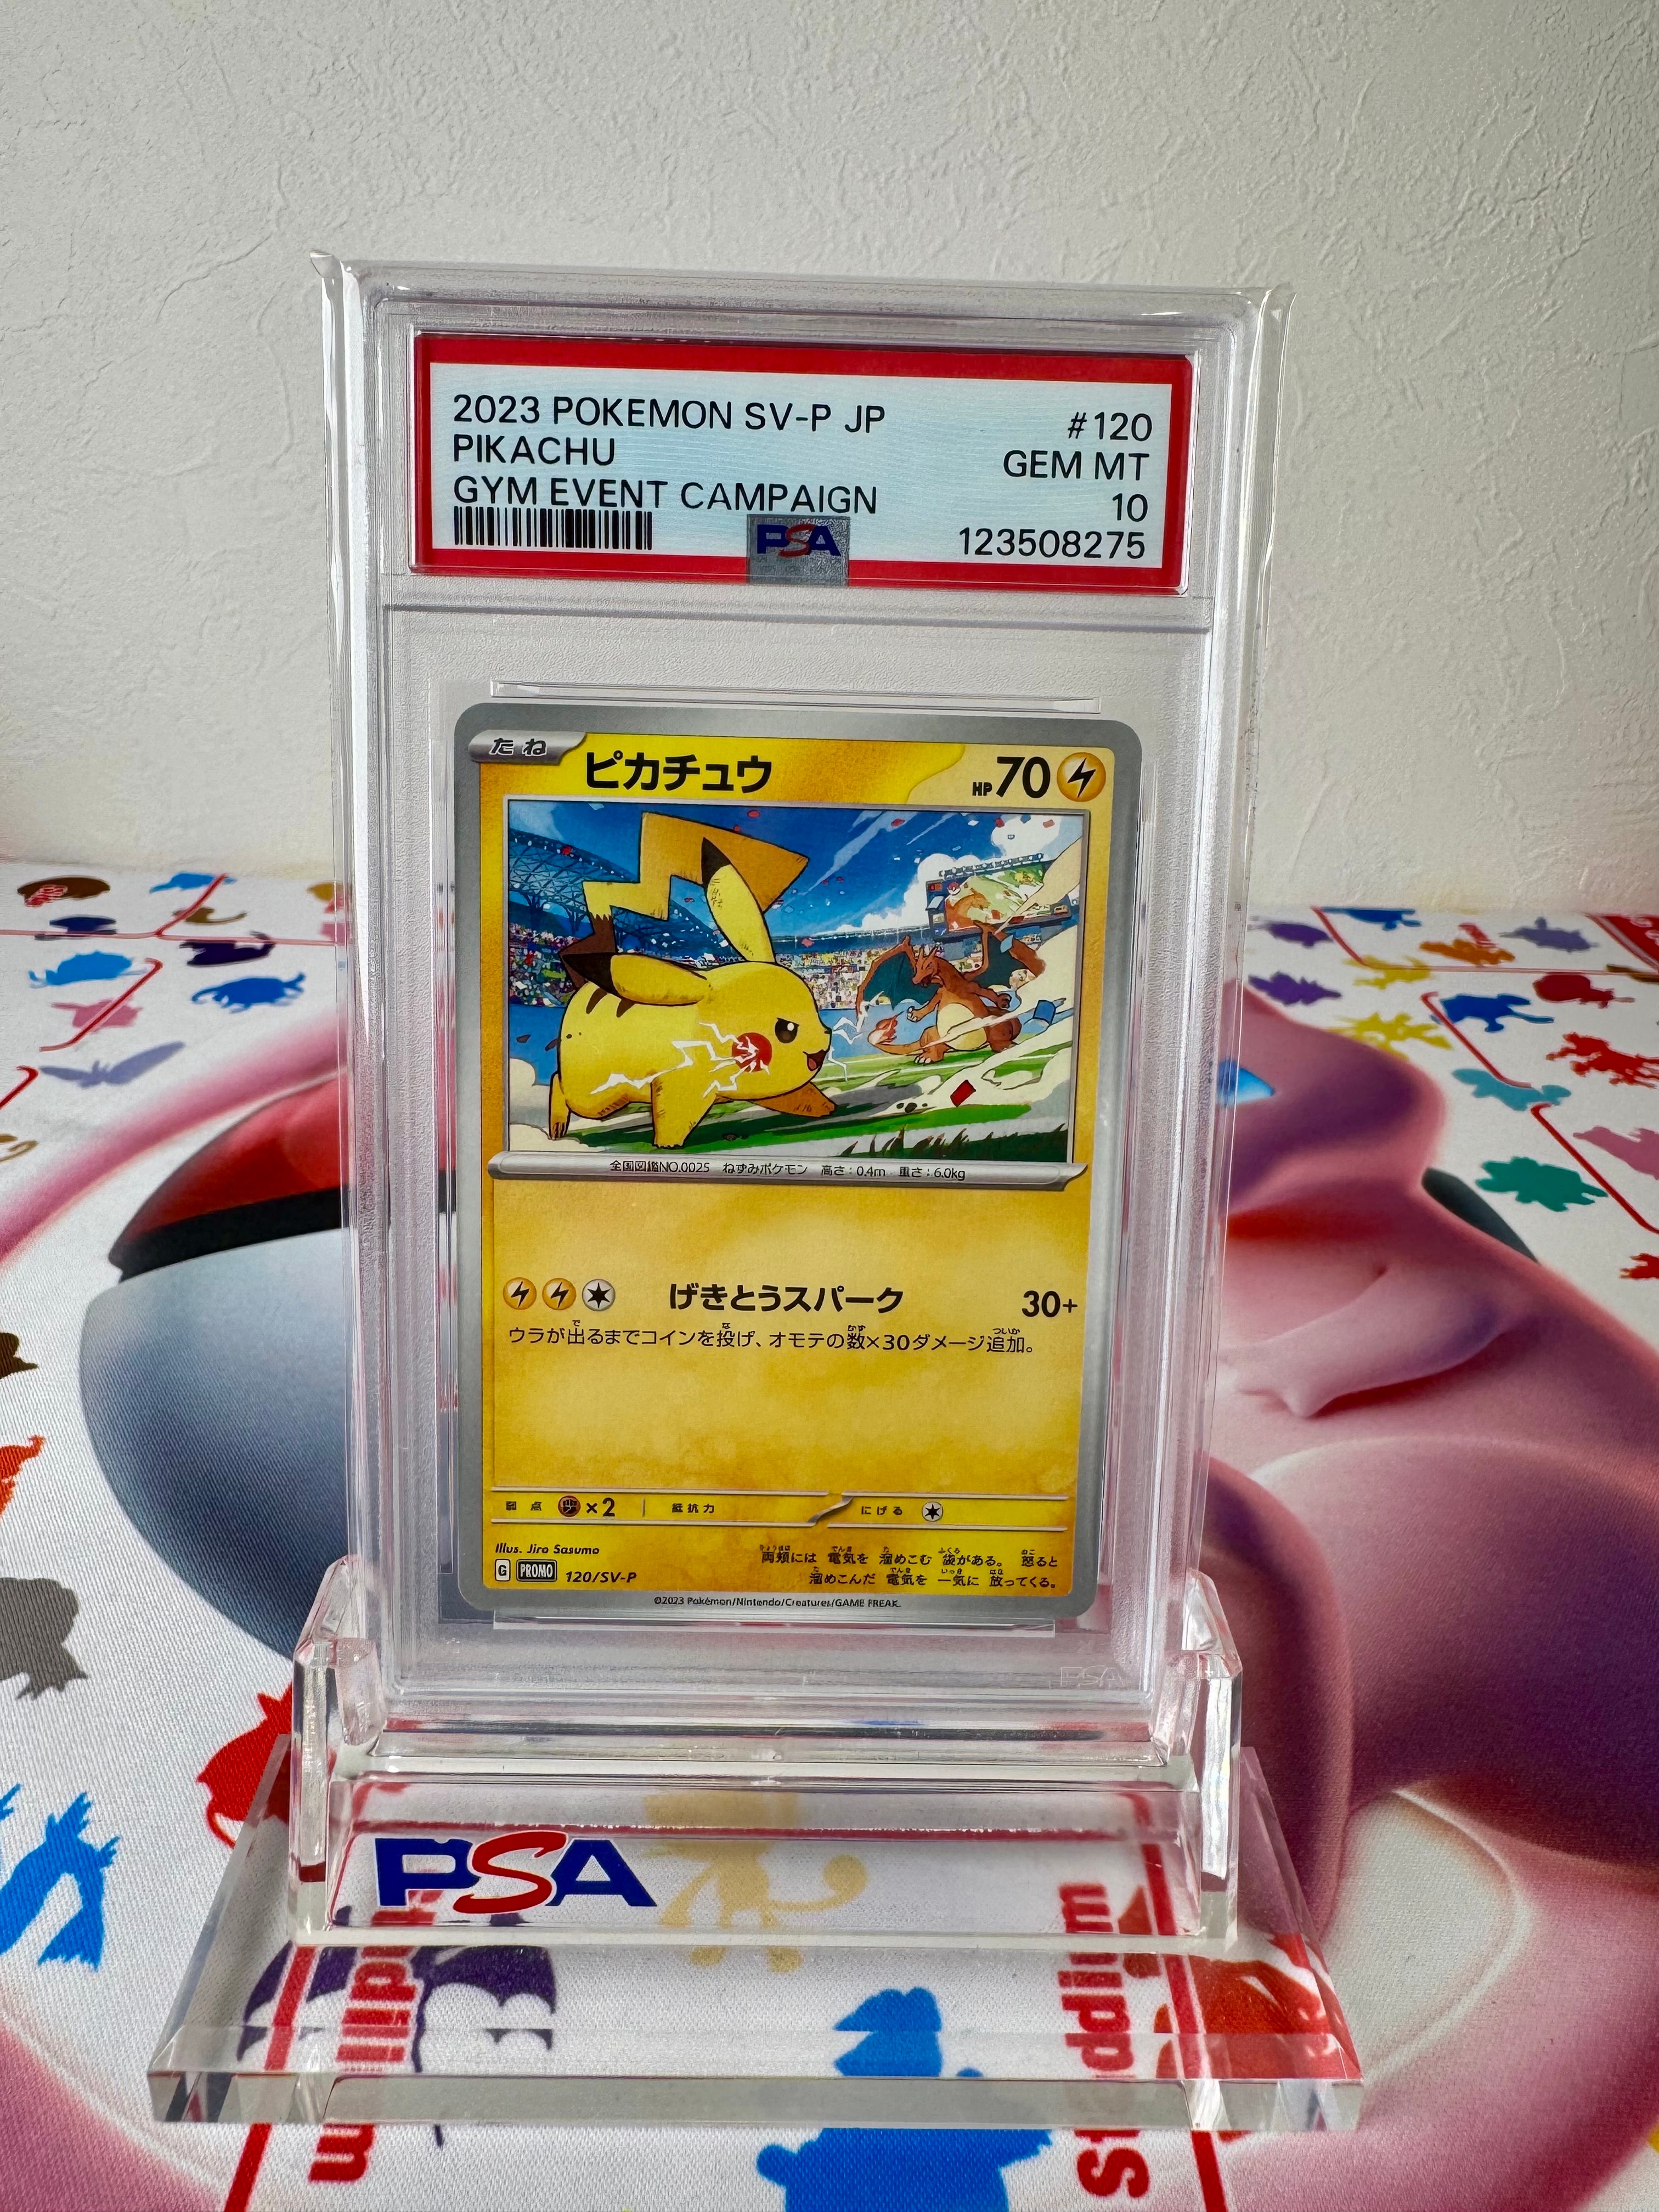 2023 POKEMON SV-P JP #120
PIKACHU GEM MT
GYM EVENT CAMPAIGN 10
PSA 123508275
たね ピカチュウ HP70
全国図鑑NO.0025 ねずみポケモン 高さ:0.4m 重さ:6.0kg
げきとうスパーク 30+
ウラが出るまでコインを投げ、オモテの数×30ダメージ追加。
弱点 ×2 抵抗力 にげる
Illus. Jiro Sasumo
両頬には 電気を 溜めこむ 袋がある。 怒ると
溜めこんだ 電気を 一気に 放ってくる。
G PROMO 120/SV-P
©2023 Pokémon/Nintendo/Creatures/GAME FREAK.
PSA
PSA